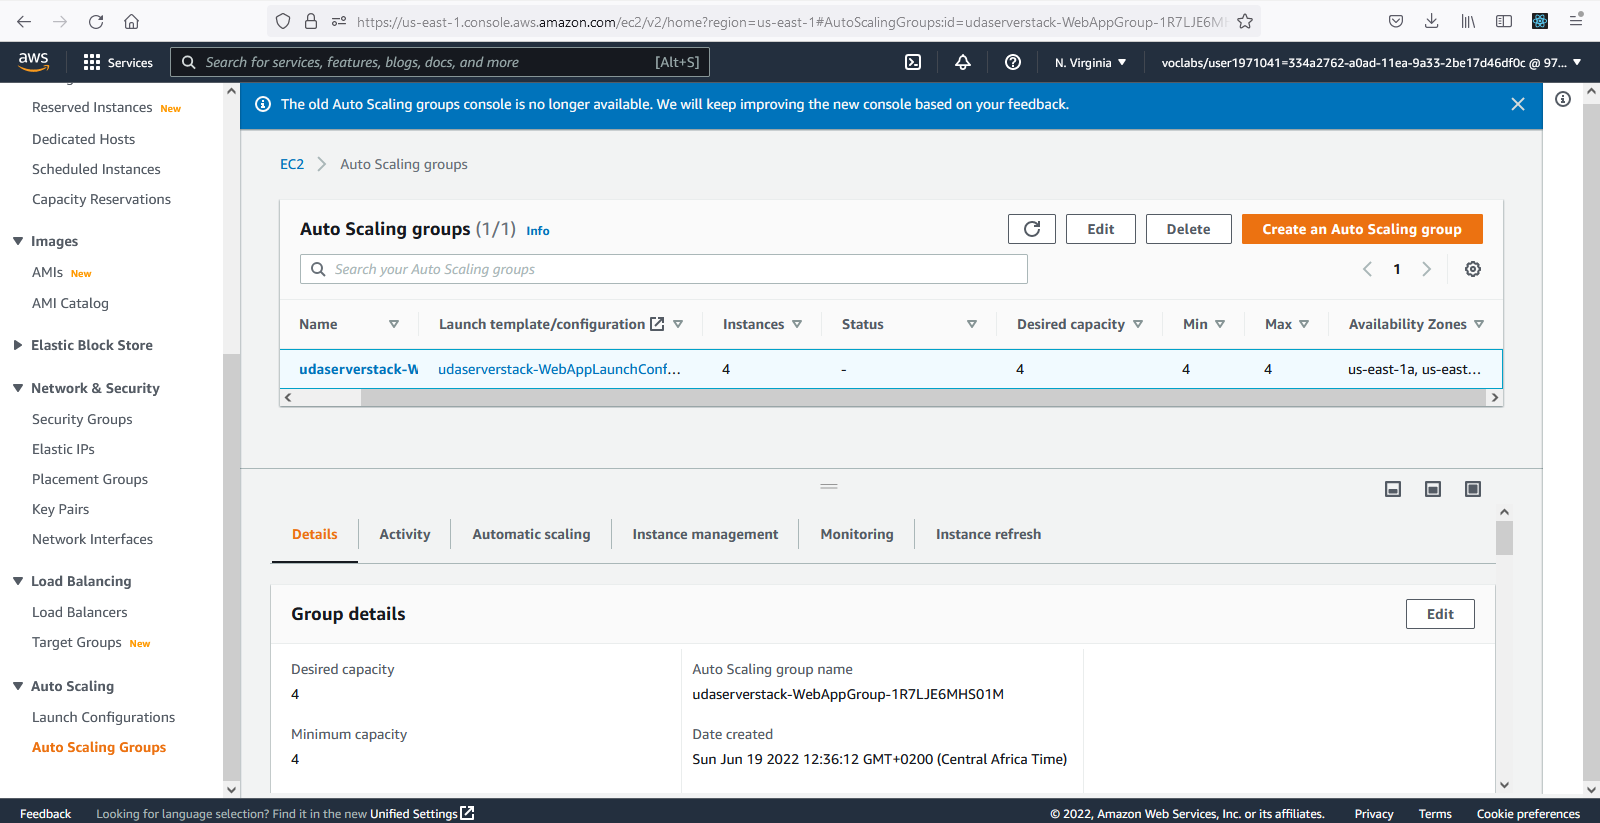 https://us-east-1.console.aws.amazon.com/ec2/v2/home?region=us-east-1#AutoScalingGroups:id=udaserverstack-WebAppGroup-1R7LJE6MH
aws Services Search for services, features, blogs, docs, and more [Alt+S] N. Virginia voclabs/user1971041=334a2762-a0ad-11ea-9a33-2be17d46df0c @ 97...
Reserved Instances New
Dedicated Hosts
Scheduled Instances
Capacity Reservations
Images
AMIs New
AMI Catalog
Elastic Block Store
Network & Security
Security Groups
Elastic IPs
Placement Groups
Key Pairs
Network Interfaces
Load Balancing
Load Balancers
Target Groups New
Auto Scaling
Launch Configurations
Auto Scaling Groups
The old Auto Scaling groups console is no longer available. We will keep improving the new console based on your feedback.
EC2 Auto Scaling groups
Auto Scaling groups (1/1) Info Edit Delete Create an Auto Scaling group
Search your Auto Scaling groups 1
Name Launch template/configuration Instances Status Desired capacity Min Max Availability Zones
udaserverstack-W udaserverstack-WebAppLaunchConf... 4 - 4 4 4 us-east-1a, us-east...
Details Activity Automatic scaling Instance management Monitoring Instance refresh
Group details Edit
Desired capacity
4
Minimum capacity
4
Auto Scaling group name
udaserverstack-WebAppGroup-1R7LJE6MHS01M
Date created
Sun Jun 19 2022 12:36:12 GMT+0200 (Central Africa Time)
Feedback Looking for language selection? Find it in the new Unified Settings © 2022, Amazon Web Services, Inc. or its affiliates. Privacy Terms Cookie preferences